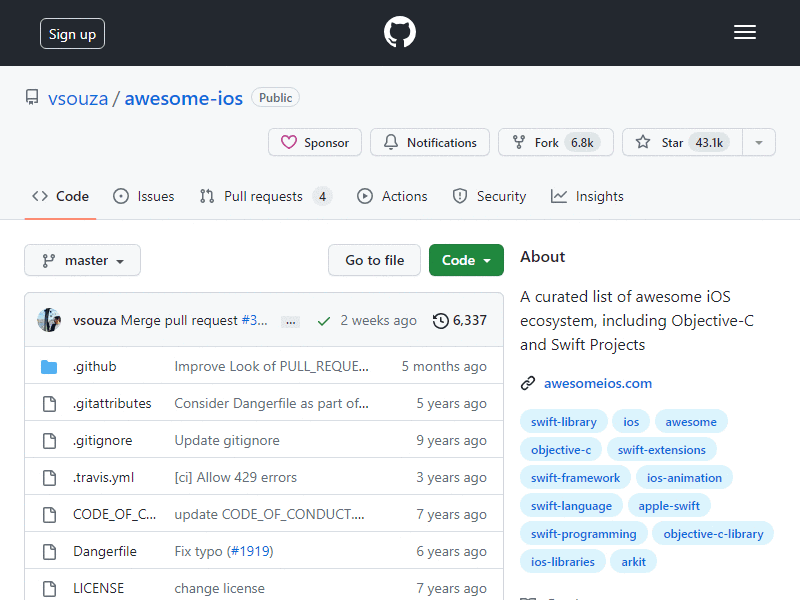 Sign up
vsouza / awesome-ios Public
Sponsor Notifications Fork 6.8k Star 43.1k
Code Issues Pull requests 4 Actions Security Insights
master Go to file Code
vsouza Merge pull request #3... ... 2 weeks ago 6,337
.github Improve Look of PULL_REQUE... 5 months ago
.gitattributes Consider Dangerfile as part of... 5 years ago
.gitignore Update gitignore 9 years ago
.travis.yml [ci] Allow 429 errors 3 years ago
CODE_OF_C... update CODE_OF_CONDUCT.... 7 years ago
Dangerfile Fix typo (#1919) 6 years ago
LICENSE change license 7 years ago
About
A curated list of awesome iOS
ecosystem, including Objective-C
and Swift Projects
awesomeios.com
swift-library ios awesome
objective-c swift-extensions
swift-framework ios-animation
swift-language apple-swift
swift-programming objective-c-library
ios-libraries arkit